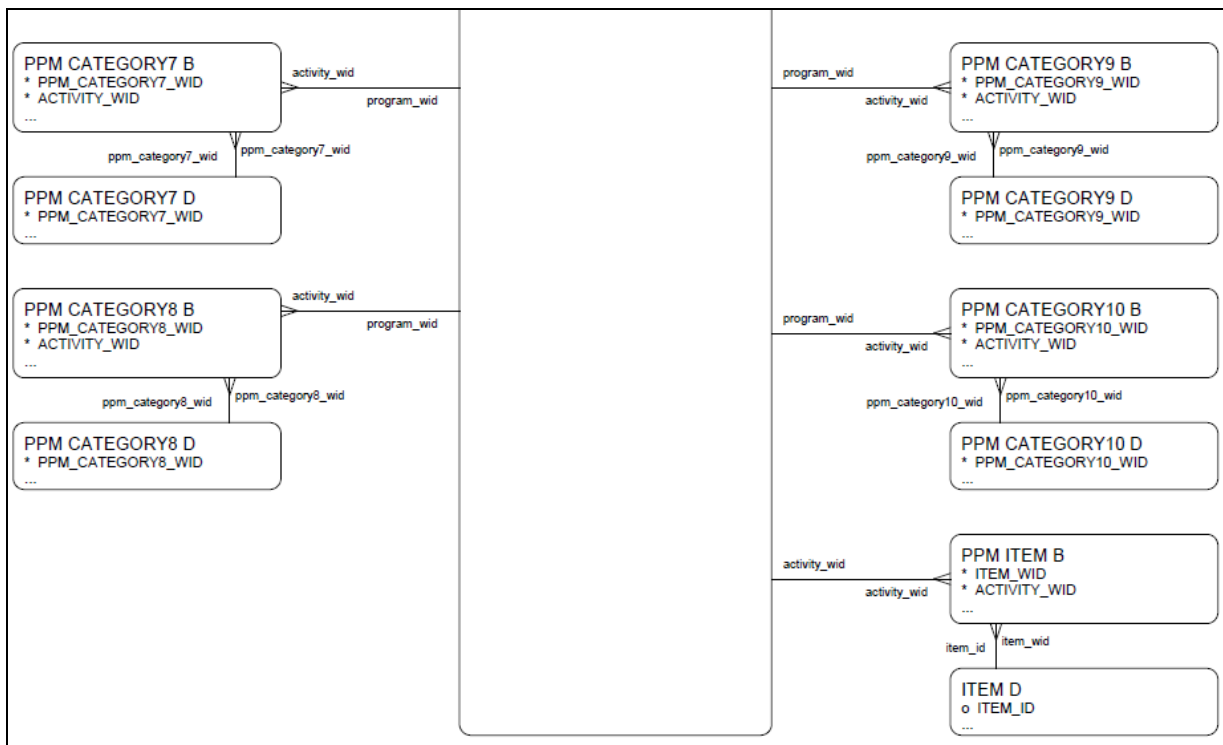 PPM CATEGORY7 B
* PPM_CATEGORY7_WID
* ACTIVITY_WID
...
activity_wid
program_wid
ppm_category7_wid
ppm_category7_wid
PPM CATEGORY7 D
* PPM_CATEGORY7_WID
...
PPM CATEGORY8 B
* PPM_CATEGORY8_WID
* ACTIVITY_WID
...
activity_wid
program_wid
ppm_category8_wid
ppm_category8_wid
PPM CATEGORY8 D
* PPM_CATEGORY8_WID
...
program_wid
activity_wid
PPM CATEGORY9 B
* PPM_CATEGORY9_WID
* ACTIVITY_WID
...
ppm_category9_wid
ppm_category9_wid
PPM CATEGORY9 D
* PPM_CATEGORY9_WID
...
program_wid
activity_wid
PPM CATEGORY10 B
* PPM_CATEGORY10_WID
* ACTIVITY_WID
...
ppm_category10_wid
ppm_category10_wid
PPM CATEGORY10 D
* PPM_CATEGORY10_WID
...
activity_wid
activity_wid
PPM ITEM B
* ITEM_WID
* ACTIVITY_WID
...
item_id
item_wid
ITEM D
o ITEM_ID
...